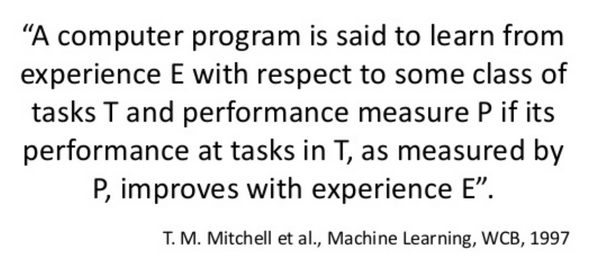 “A computer program is said to learn from
experience E with respect to some class of
tasks T and performance measure P if its
performance at tasks in T, as measured by
P, improves with experience E”.
T. M. Mitchell et al., Machine Learning, WCB, 1997